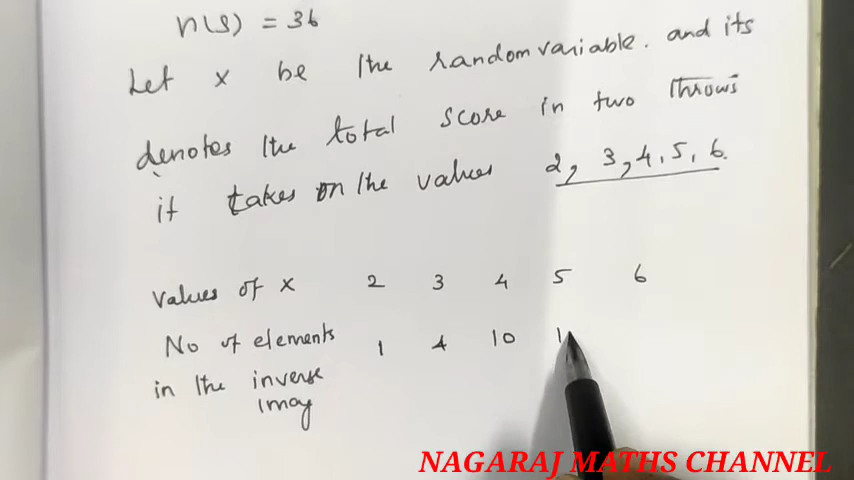 n(S) = 36
Let x be the random variable. and its
denotes the total score in two throws
it takes on the values 2, 3, 4, 5, 6.
values of x 2 3 4 5 6
No of elements 1 4 10 1
in the inverse
imag
NAGARAJ MATHS CHANNEL